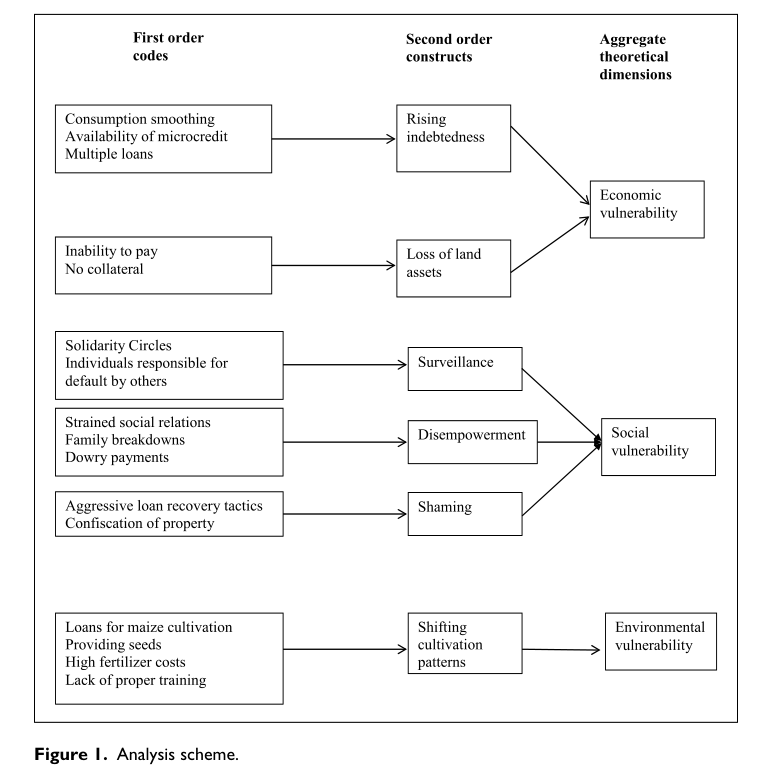 First order
codes
Second order
constructs
Aggregate
theoretical
dimensions
Consumption smoothing
Availability of microcredit
Multiple loans
Rising
indebtedness
Economic
vulnerability
Inability to pay
No collateral
Loss of land
assets
Solidarity Circles
Individuals responsible for
default by others
Surveillance
Strained social relations
Family breakdowns
Dowry payments
Disempowerment
Social
vulnerability
Aggressive loan recovery tactics
Confiscation of property
Shaming
Loans for maize cultivation
Providing seeds
High fertilizer costs
Lack of proper training
Shifting
cultivation
patterns
Environmental
vulnerability
Figure 1. Analysis scheme.